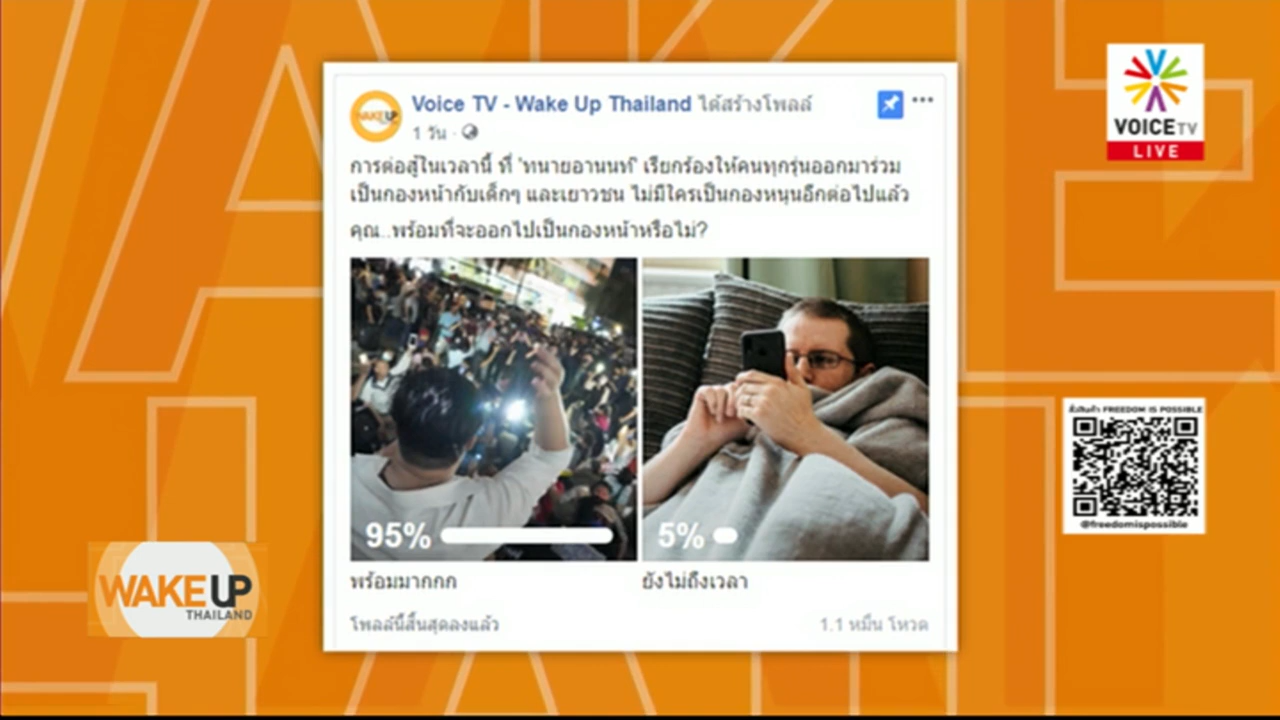 Voice TV - Wake Up Thailand ได้สร้างโพลล์
1 วัน ·
การต่อสู้ในเวลานี้ ที่ 'ทนายอานนท์' เรียกร้องให้คนทุกรุ่นออกมาร่วม
เป็นกองหน้ากับเด็กๆ และเยาวชน ไม่มีใครเป็นกองหนุนอีกต่อไปแล้ว
คุณ..พร้อมที่จะออกไปเป็นกองหน้าหรือไม่?
95%
5%
พร้อมมากกก
ยังไม่ถึงเวลา
โพลล์นี้สิ้นสุดลงแล้ว
1.1 หมื่น โหวต
WAKE UP
THAILAND
VOICE TV
LIVE
สั่งสินค้า FREEDOM IS POSSIBLE
@freedomispossible
WAKE UP